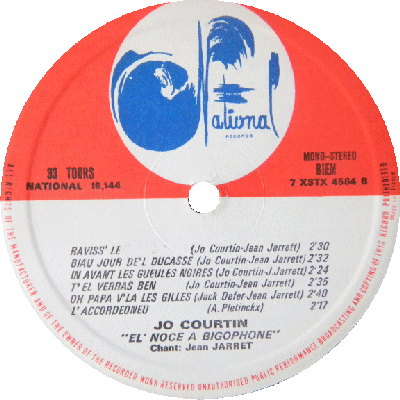 National
RECORDS
33 TOURS
NATIONAL 16.144
MONO-STEREO
BIEM
7 XSTX 4564 B
RAVISS' LE (Jo Courtin-Jean Jarrett) 2'30
BIAU JOUR DE'L DUCASSE (Jo Courtin-Jean Jarrett) 2'32
IN AVANT LES GUEULES NOIRES (Jo Courtin-J.Jarrett) 2'24
T'EL VERRAS BEN (Jo Courtin-Jean Jarrett) 2'35
OH PAPA V'LA LES GILLES (Jack Defer-Jean Jarrett) 2'40
L'ACCORDEONEU (A. Pletinckx) 2'17
JO COURTIN
"EL' NOCE A BIGOPHONE"
Chant: Jean JARRET
ALL RIGHTS OF THE MANUFACTURER AND OF THE OWNER OF THE RECORDED WORK RESERVED UNAUTHORISED PUBLIC PERFORMANCE BROADCASTING AND COPYING OF THIS RECORD PROHIBITED